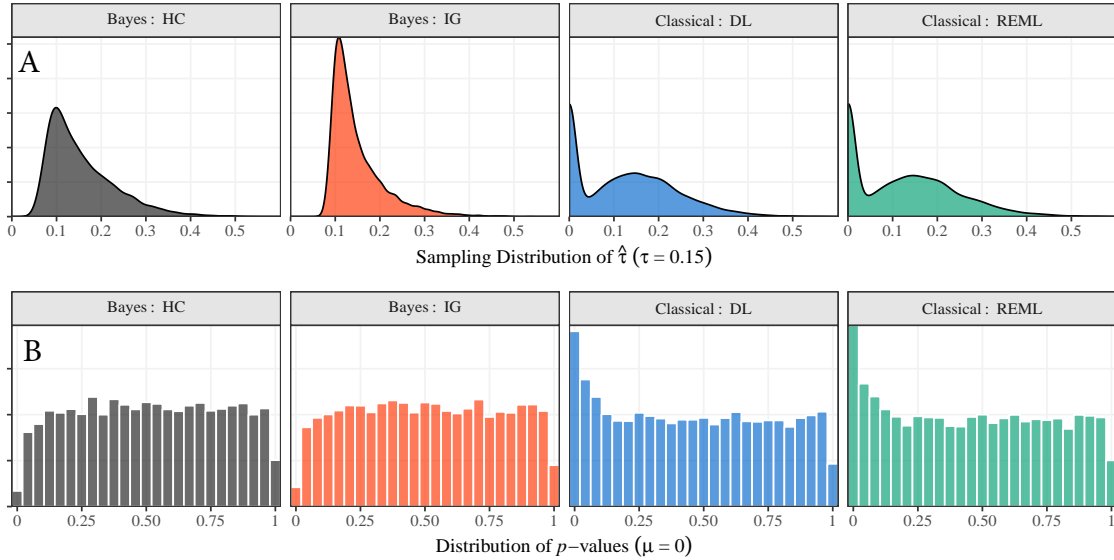 Bayes : HC Bayes : IG Classical : DL Classical : REML
A
0 0.1 0.2 0.3 0.4 0.5 0 0.1 0.2 0.3 0.4 0.5 0 0.1 0.2 0.3 0.4 0.5 0 0.1 0.2 0.3 0.4 0.5
Sampling Distribution of τ̂ (τ = 0.15)
Bayes : HC Bayes : IG Classical : DL Classical : REML
B
0 0.25 0.50 0.75 1 0 0.25 0.50 0.75 1 0 0.25 0.50 0.75 1 0 0.25 0.50 0.75 1
Distribution of p−values (μ = 0)